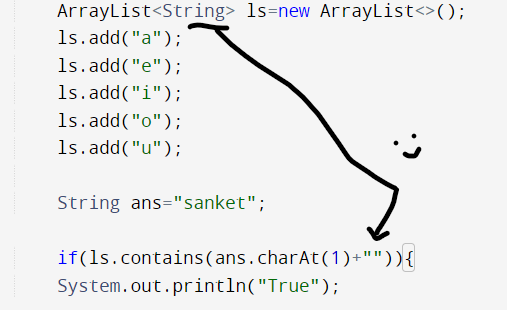 ArrayList<String> ls=new ArrayList<>();
ls.add("a");
ls.add("e");
ls.add("i");
ls.add("o");
ls.add("u");
String ans="sanket";
if(ls.contains(ans.charAt(1)+"")){
System.out.println("True");